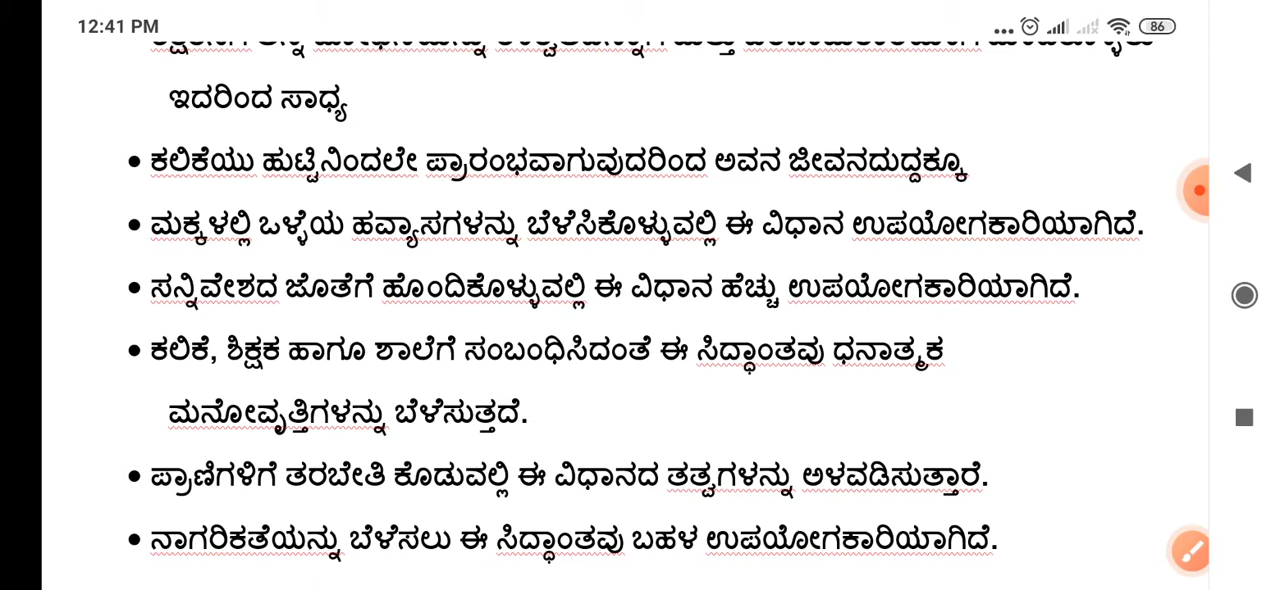 12:41 PM
86
ಇದರಿಂದ ಸಾಧ್ಯ
• ಕಲಿಕೆಯು ಹುಟ್ಟಿನಿಂದಲೇ ಪ್ರಾರಂಭವಾಗುವುದರಿಂದ ಅವನ ಜೀವನದುದ್ದಕ್ಕೂ
• ಮಕ್ಕಳಲ್ಲಿ ಒಳ್ಳೆಯ ಹವ್ಯಾಸಗಳನ್ನು ಬೆಳೆಸಿಕೊಳ್ಳುವಲ್ಲಿ ಈ ವಿಧಾನ ಉಪಯೋಗಕಾರಿಯಾಗಿದೆ.
• ಸನ್ನಿವೇಶದ ಜೊತೆಗೆ ಹೊಂದಿಕೊಳ್ಳುವಲ್ಲಿ ಈ ವಿಧಾನ ಹೆಚ್ಚು ಉಪಯೋಗಕಾರಿಯಾಗಿದೆ.
• ಕಲಿಕೆ, ಶಿಕ್ಷಕ ಹಾಗೂ ಶಾಲೆಗೆ ಸಂಬಂಧಿಸಿದಂತೆ ಈ ಸಿದ್ಧಾಂತವು ಧನಾತ್ಮಕ
ಮನೋವೃತ್ತಿಗಳನ್ನು ಬೆಳೆಸುತ್ತದೆ.
• ಪ್ರಾಣಿಗಳಿಗೆ ತರಬೇತಿ ಕೊಡುವಲ್ಲಿ ಈ ವಿಧಾನದ ತತ್ವಗಳನ್ನು ಅಳವಡಿಸುತ್ತಾರೆ.
• ನಾಗರಿಕತೆಯನ್ನು ಬೆಳೆಸಲು ಈ ಸಿದ್ಧಾಂತವು ಬಹಳ ಉಪಯೋಗಕಾರಿಯಾಗಿದೆ.